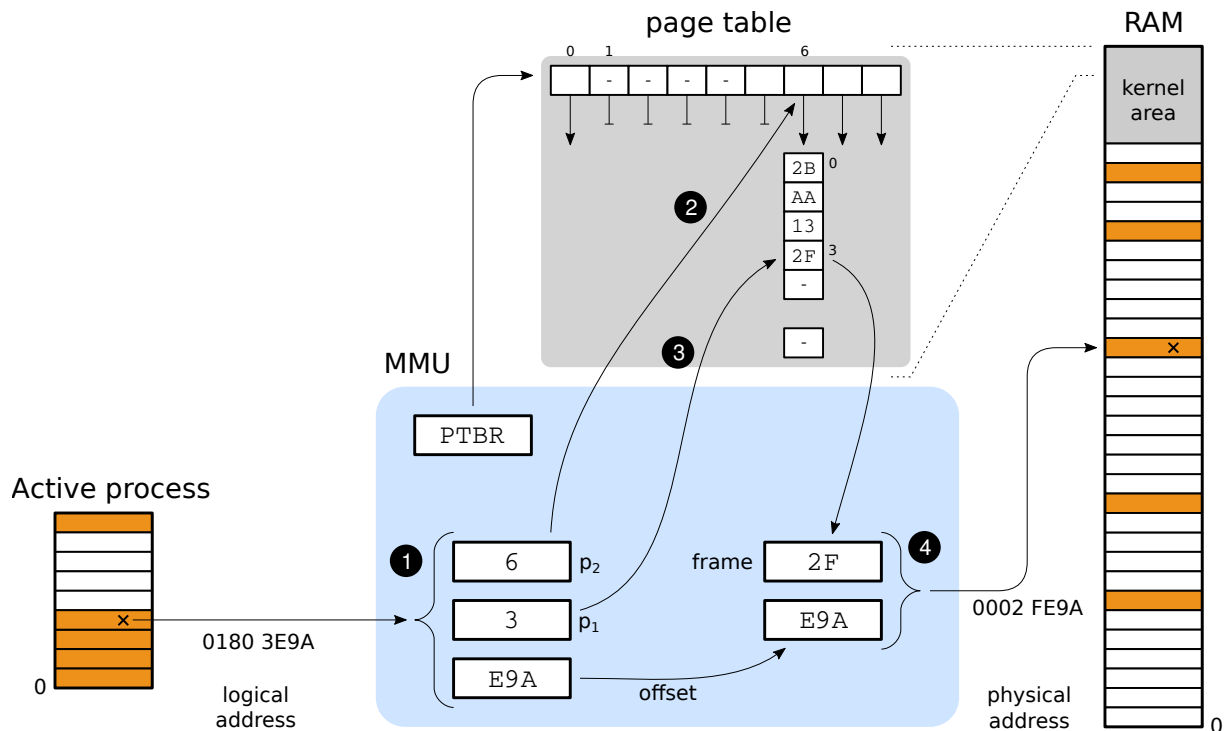 page table
RAM
0 1 6
- - - -
kernel
area
2B 0
AA
13
2F 3
-
-
2
3
MMU
PTBR
Active process
1
6 p2
3 p1
E9A
offset
frame 2F
E9A
4
0180 3E9A
0002 FE9A
0
logical
address
physical
address
0